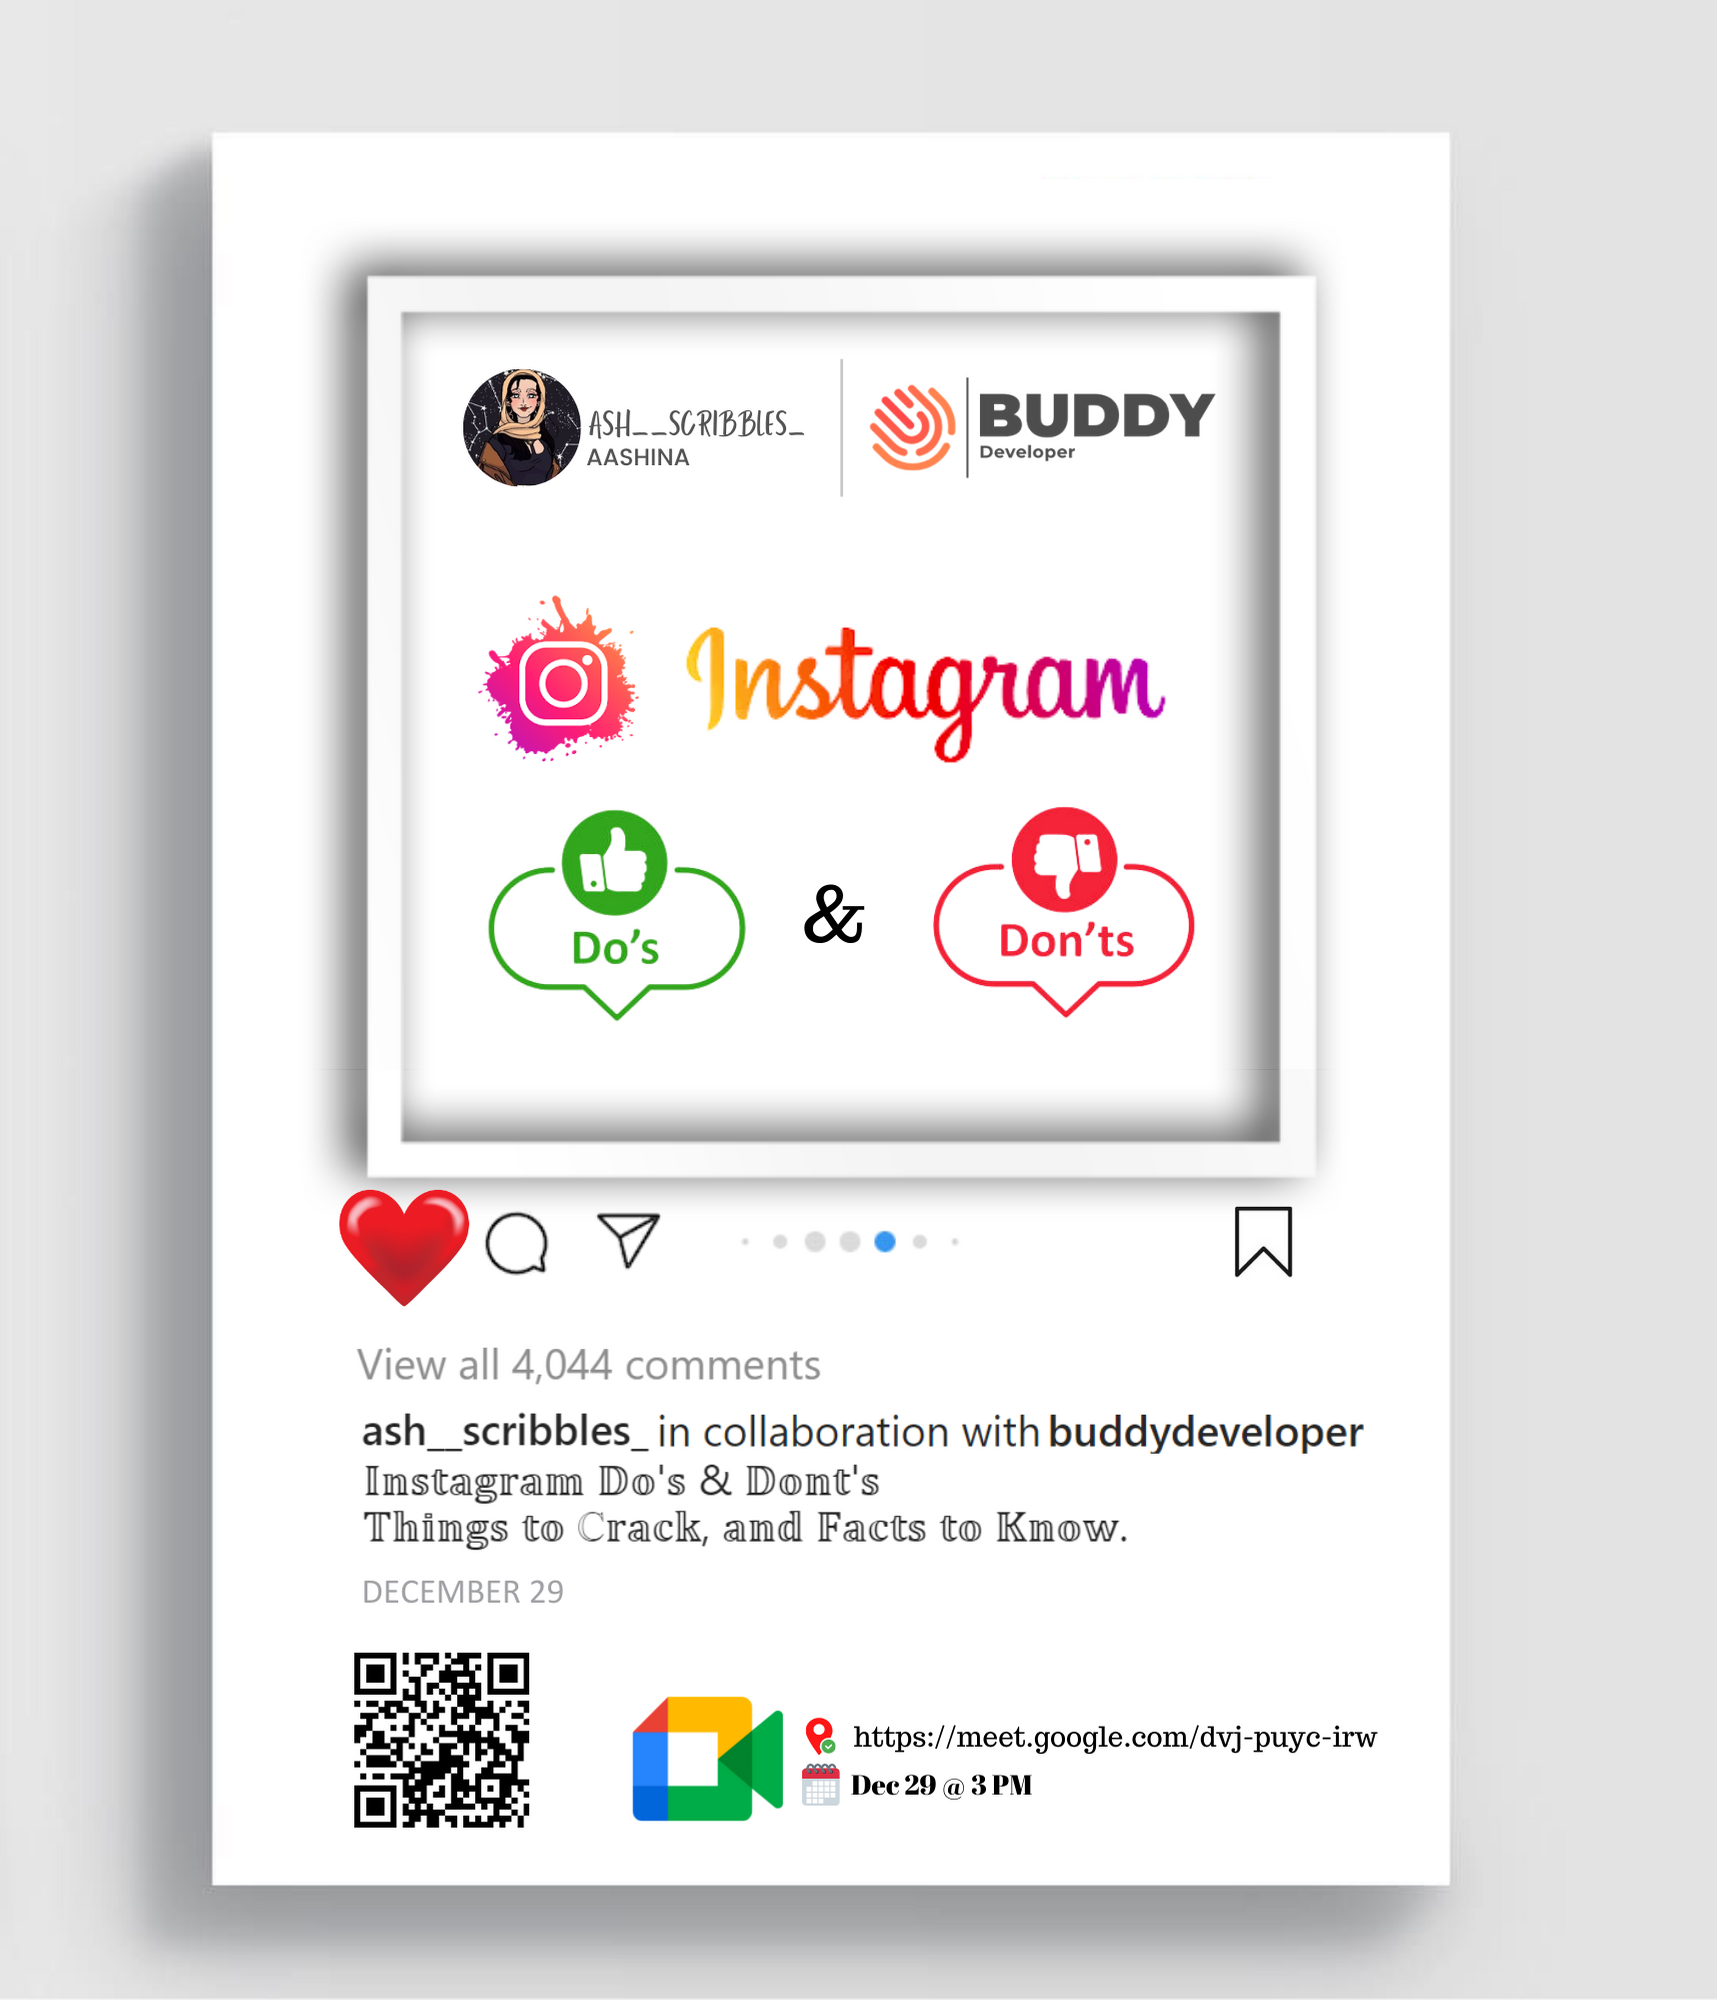 ASH__SCRIBBLES_
AASHINA
BUDDY
Developer
Instagram
Do’s
&
Don’ts
View all 4,044 comments
ash__scribbles_ in collaboration with buddydeveloper
Instagram Do's & Dont's
Things to Crack, and Facts to Know.
DECEMBER 29
https://meet.google.com/dvj-puyc-irw
Dec 29 @ 3 PM